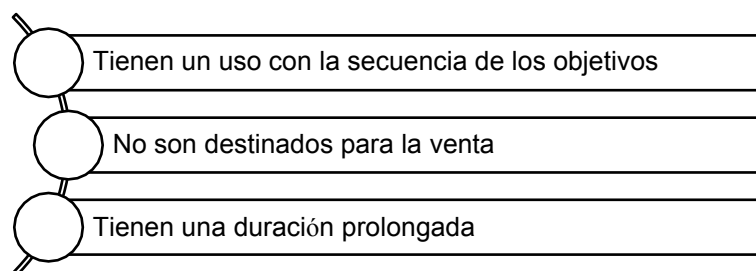 Tienen un uso con la secuencia de los objetivos
No son destinados para la venta
Tienen una duración prolongada